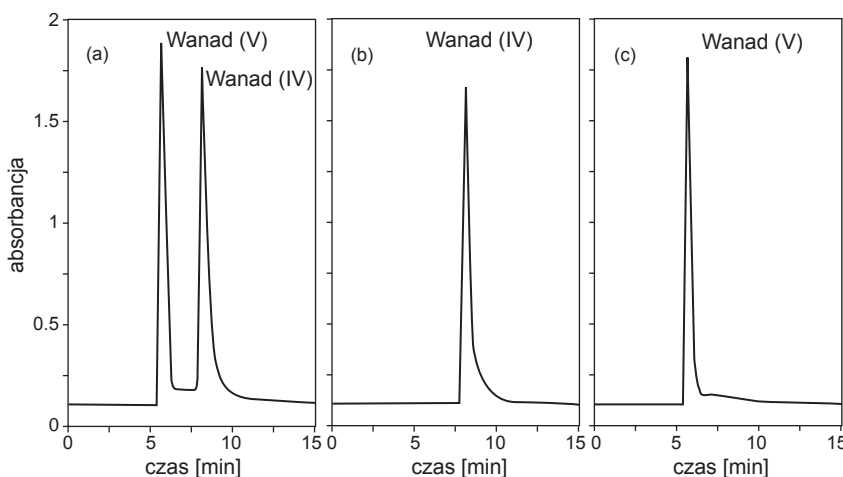 absorbancja
2
1.5
1
0.5
0
(a)
Wanad (V)
Wanad (IV)
0
5
10
15
czas [min]
(b)
Wanad (IV)
0
5
10
15
czas [min]
(c)
Wanad (V)
0
5
10
15
czas [min]